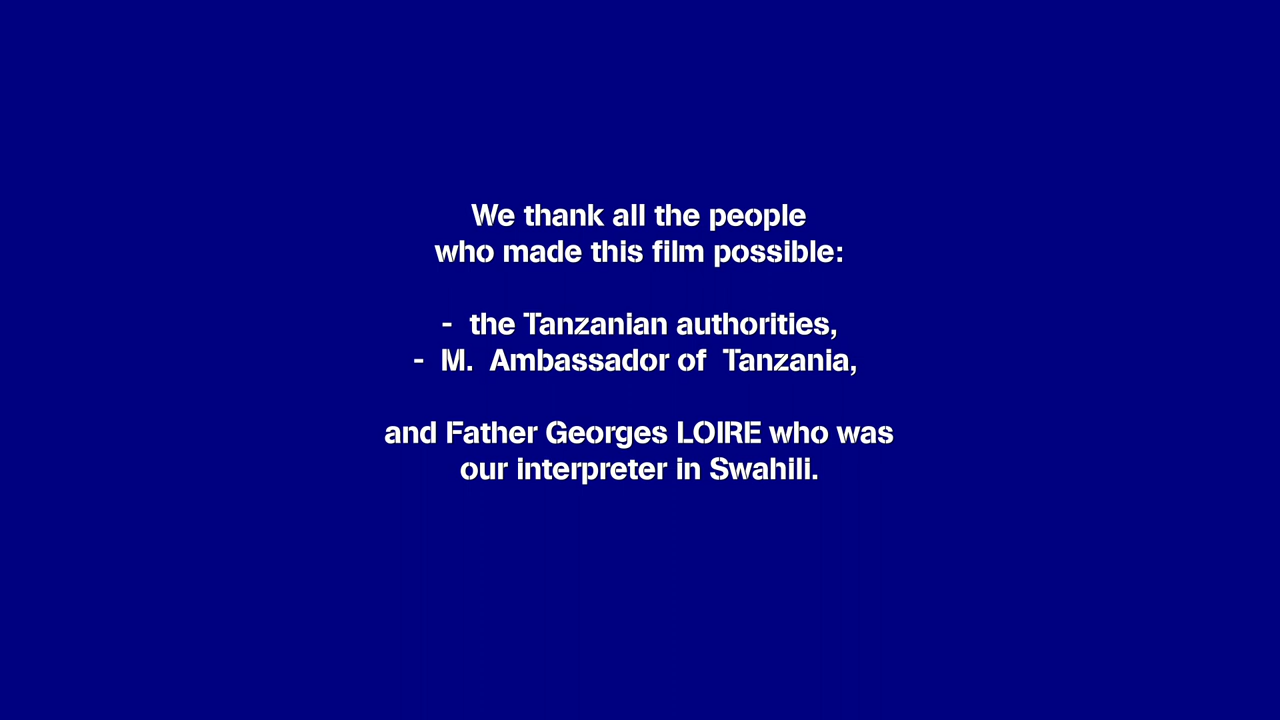 We thank all the people
who made this film possible:
- the Tanzanian authorities,
- M. Ambassador of Tanzania,
and Father Georges LOIRE who was
our interpreter in Swahili.